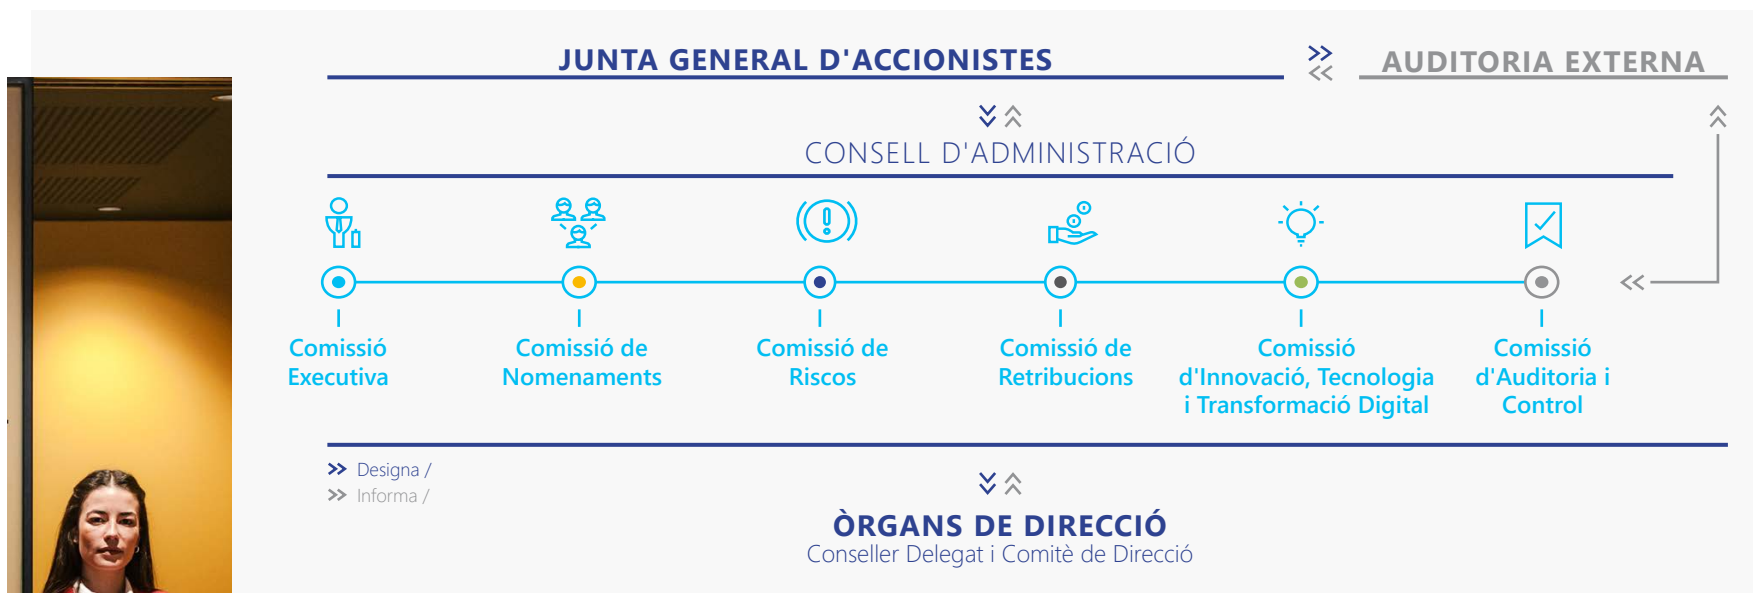 JUNTA GENERAL D'ACCIONISTES
AUDITORIA EXTERNA
CONSELL D'ADMINISTRACIÓ
Comissió
Executiva
Comissió de
Nomenaments
Comissió de
Riscos
Comissió de
Retribucions
Comissió
d'Innovació, Tecnologia
i Transformació Digital
Comissió
d'Auditoria i
Control
Designa /
Informa /
ÒRGANS DE DIRECCIÓ
Conseller Delegat i Comitè de Direcció